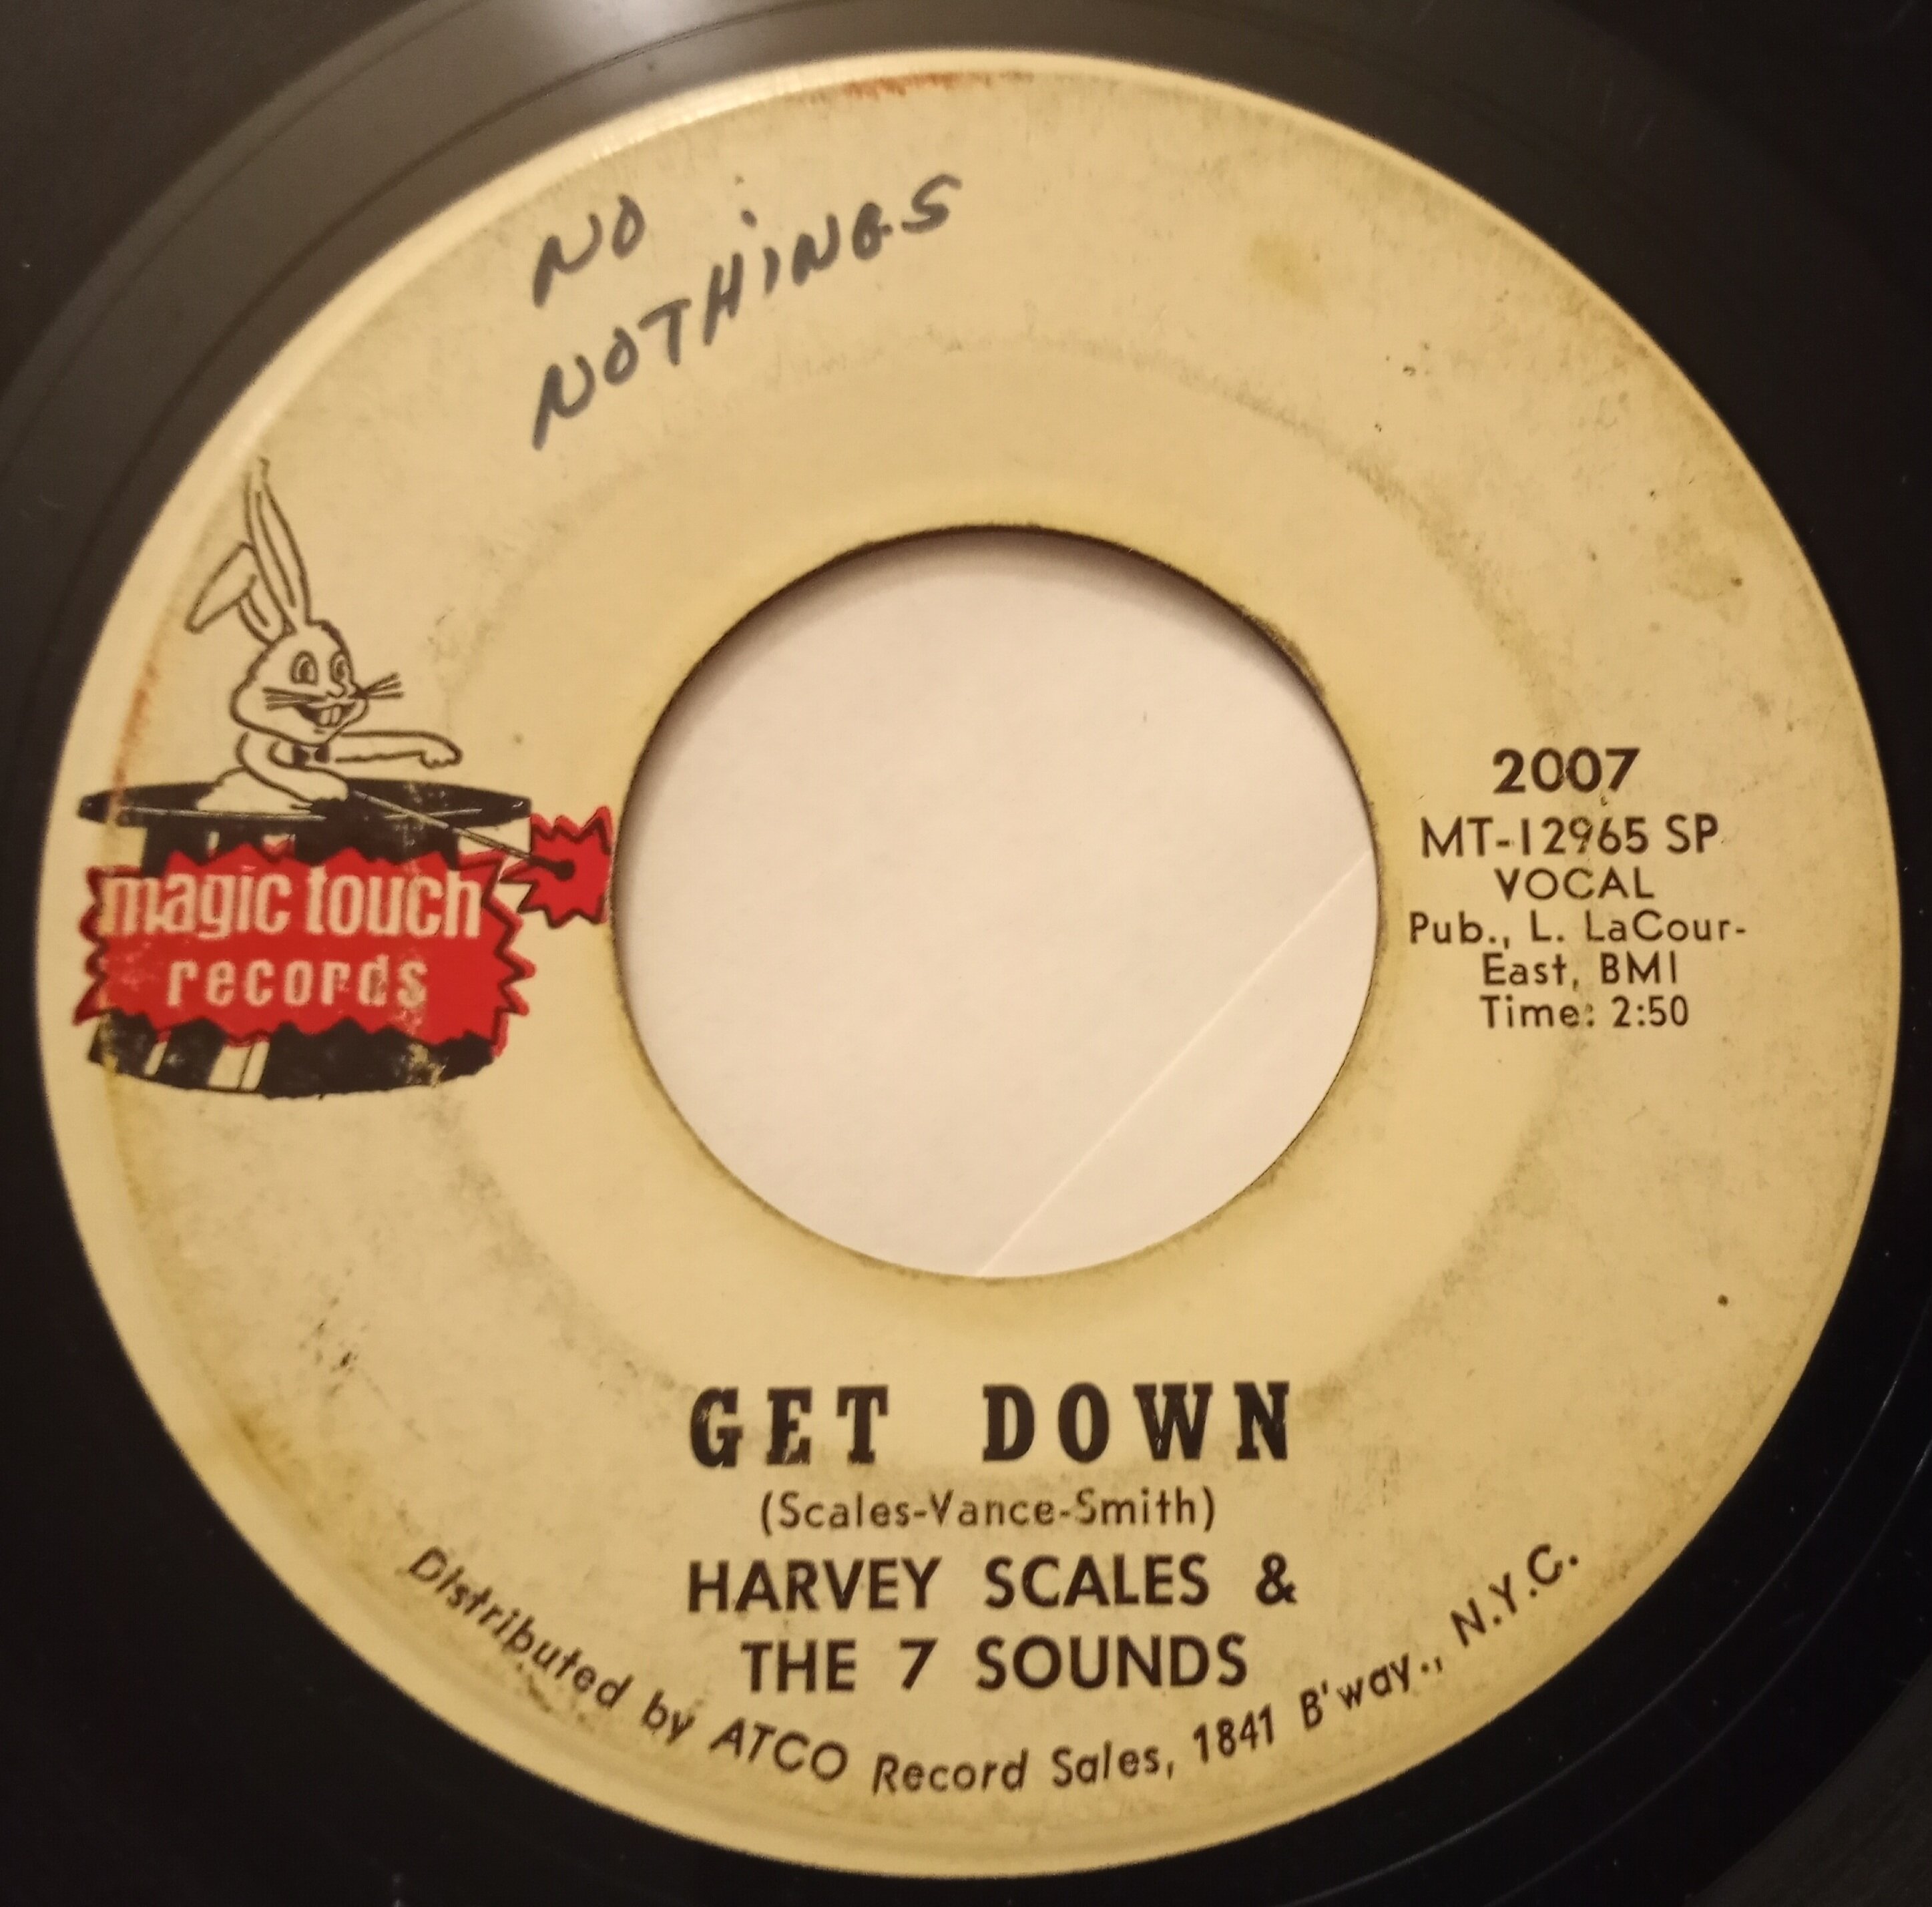 NO
NOTHiNGS
magic touch
records
2007
MT-12965 SP
VOCAL
Pub., L. LaCour-
East, BMI
Time: 2:50
GET DOWN
(Scales-Vance-Smith)
HARVEY SCALES &
THE 7 SOUNDS
Distributed by ATCO Record Sales, 1841 B'way., N.Y.C.